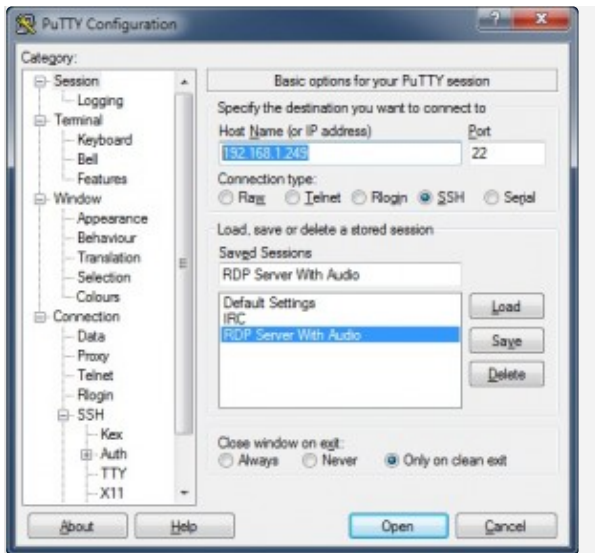 PuTTY Configuration
Category:
Session
Logging
Terminal
Keyboard
Bell
Features
Window
Appearance
Behaviour
Translation
Selection
Colours
Connection
Data
Proxy
Telnet
Rlogin
SSH
Kex
Auth
TTY
X11
Basic options for your PuTTY session
Specify the destination you want to connect to
Host Name (or IP address) Port
192.168.1.249 22
Connection type:
Raw Telnet Rlogin SSH Serial
Load, save or delete a stored session
Saved Sessions
RDP Server With Audio
Default Settings
IRC
RDP Server With Audio
Load
Save
Delete
Close window on exit:
Always Never Only on clean exit
About Help Open Cancel